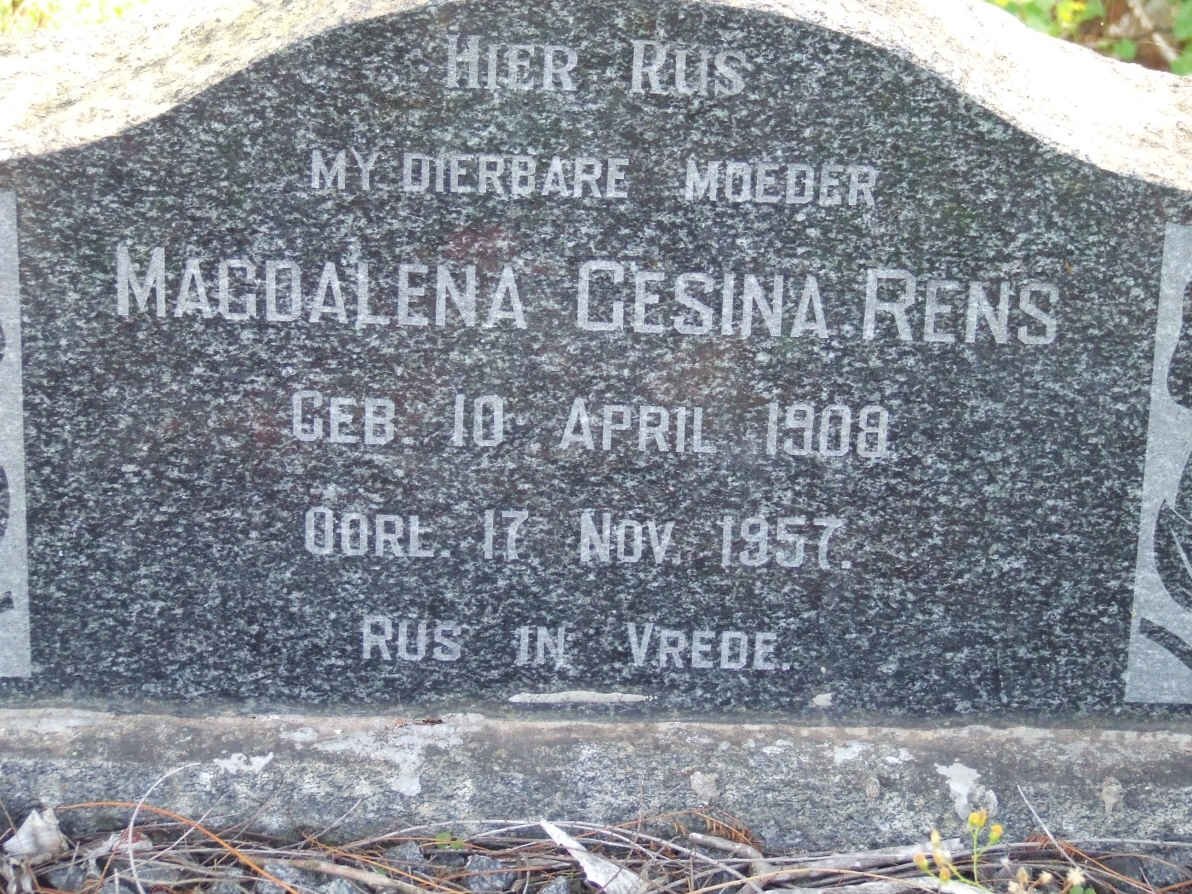 HIER RUS
MY DIERBARE MOEDER
MAGDALENA GESINA RENS
GEB. 10 APRIL 1908
OORL. 17 NOV. 1957.
RUS IN VREDE.